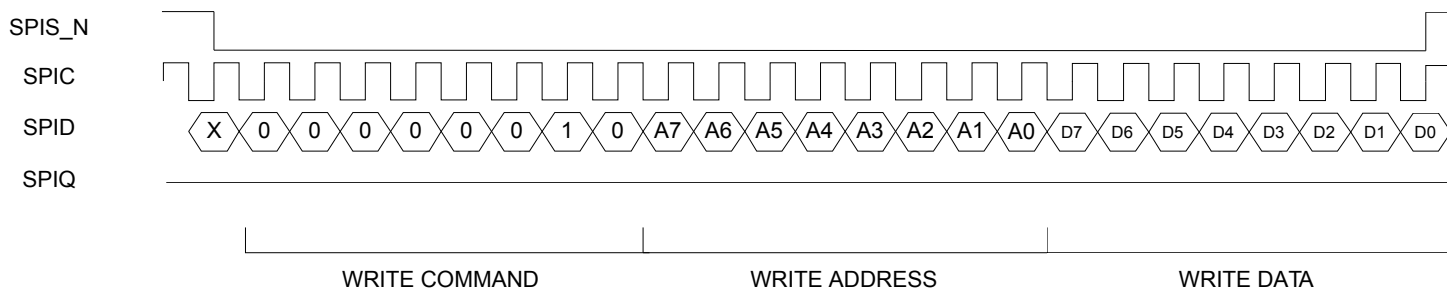 SPIS_N
SPIC
SPID X 0 0 0 0 0 0 1 0 A7 A6 A5 A4 A3 A2 A1 A0 D7 D6 D5 D4 D3 D2 D1 D0
SPIQ
WRITE COMMAND WRITE ADDRESS WRITE DATA